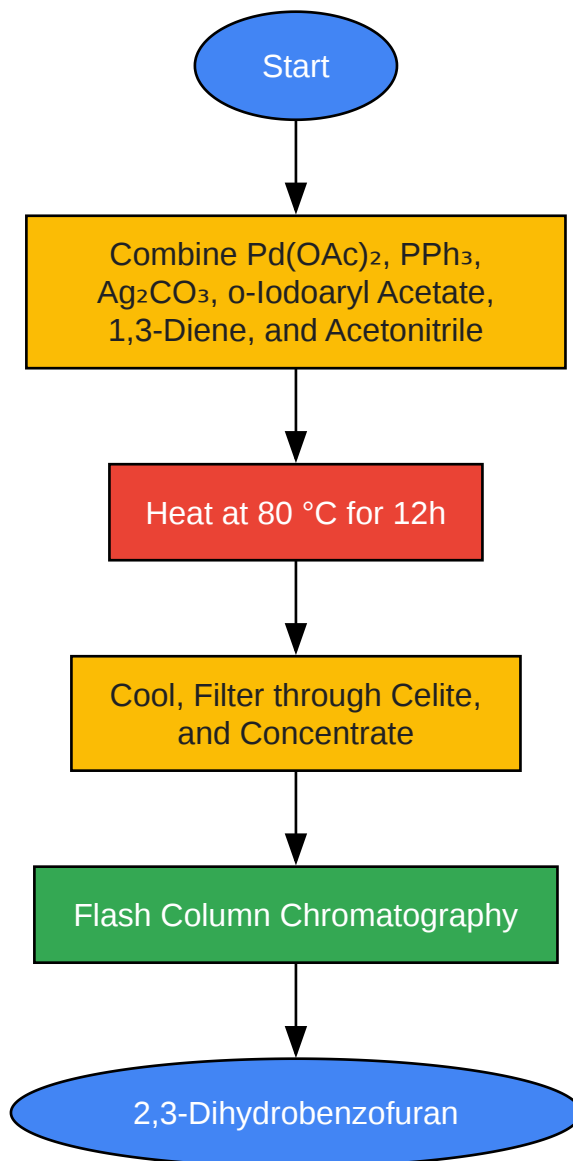 Start
Combine Pd(OAc)₂, PPh₃,
Ag₂CO₃, o-Iodoaryl Acetate,
1,3-Diene, and Acetonitrile
Heat at 80 °C for 12h
Cool, Filter through Celite,
and Concentrate
Flash Column Chromatography
2,3-Dihydrobenzofuran